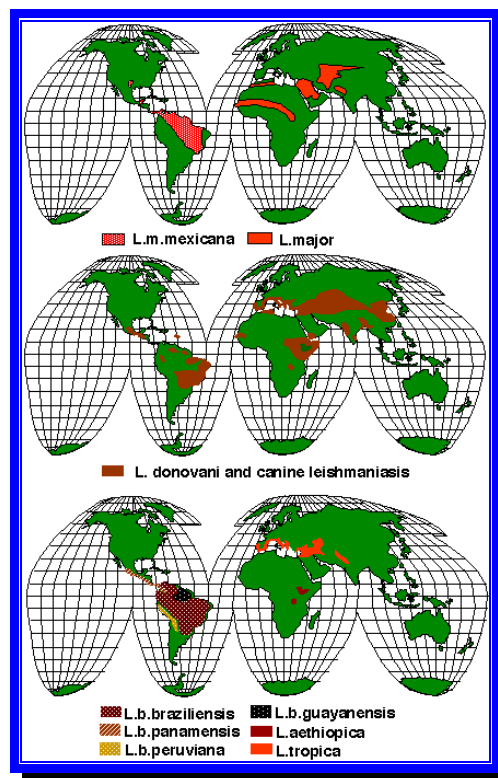 L.m.mexicana L.major
L. donovani and canine leishmaniasis
L.b.braziliensis L.b.guayanensis
L.b.panamensis L.aethiopica
L.b.peruviana L.tropica